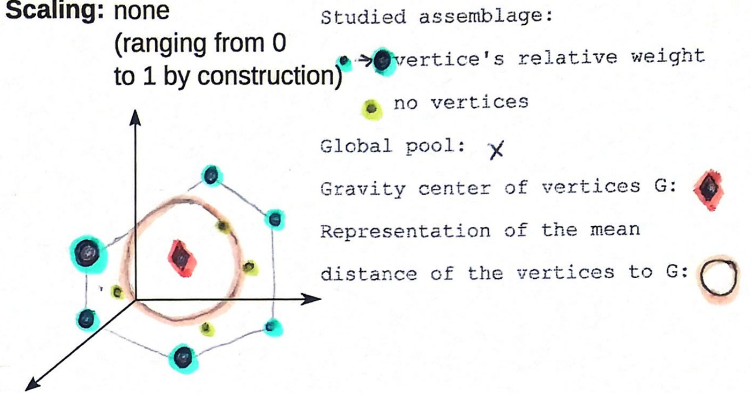 Scaling: none
(ranging from 0
to 1 by construction)
Studied assemblage:
vertice's relative weight
no vertices
Global pool: X
Gravity center of vertices G:
Representation of the mean
distance of the vertices to G: